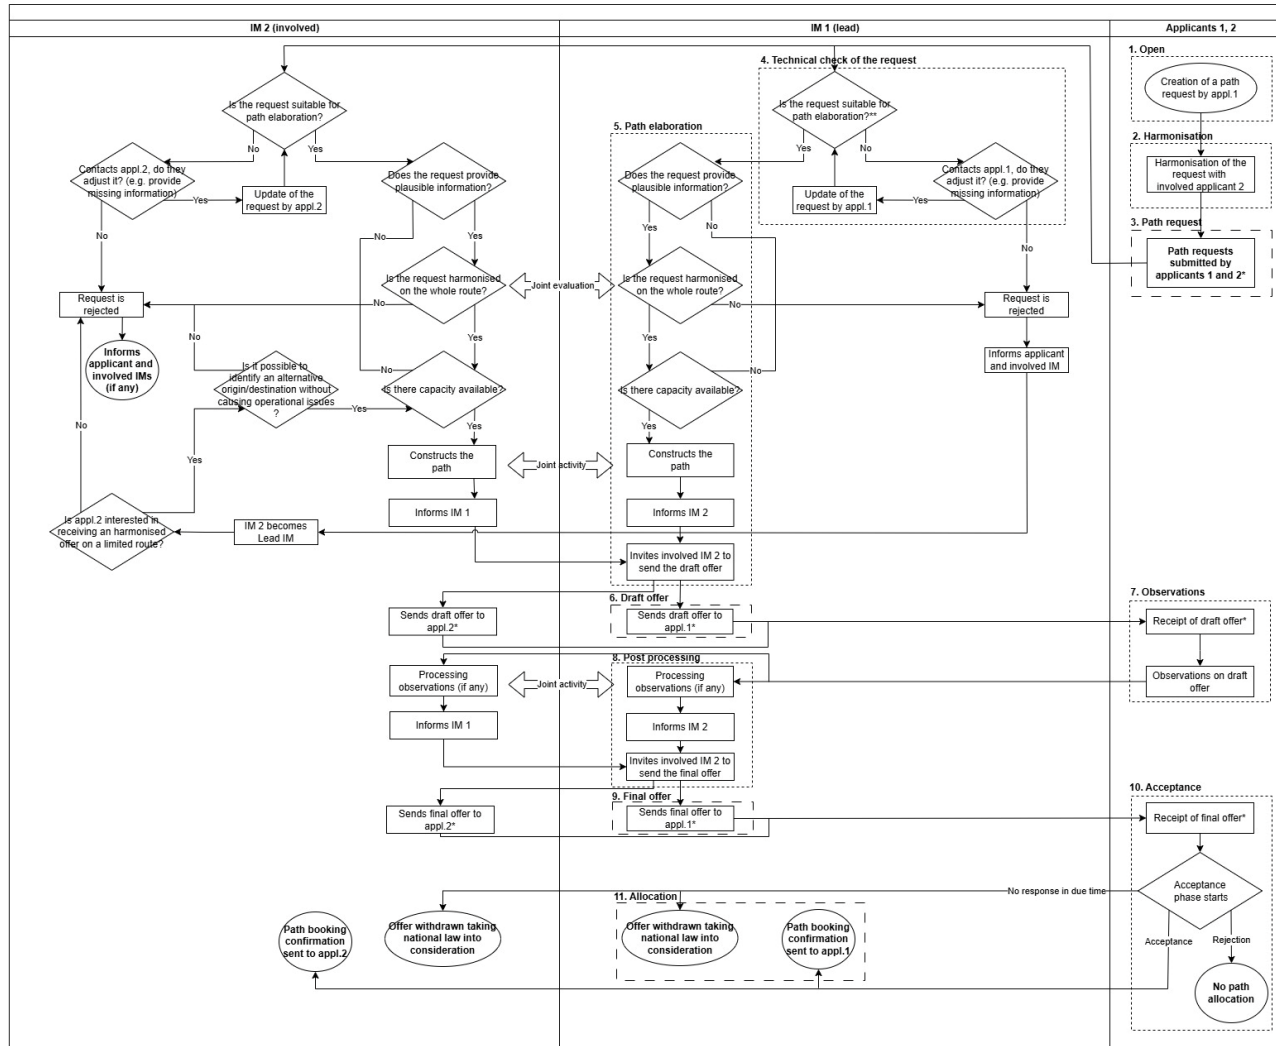 IM 2 (involved)
IM 1 (lead)
Applicants 1, 2
1. Open
Creation of a path
request by appl.1
2. Harmonisation
Harmonisation of the
request with
involved applicant 2
3. Path request
Path requests
submitted by
applicants 1 and 2*
4. Technical check of the request
Is the request suitable for
path elaboration?**
Yes
No
Contacts appl.1, do they
adjust it? (e.g. provide
missing information)
Yes
Update of the
request by appl.1
No
Request is
rejected
Informs applicant
and involved IM
Is the request suitable for
path elaboration?
No
Yes
Contacts appl.2, do they
adjust it? (e.g. provide
missing information)
Yes
Update of the
request by appl.2
No
Request is
rejected
Informs
applicant and
involved IMs
(if any)
Does the request provide
plausible information?
No
Yes
Is the request harmonised
on the whole route?
No
Yes
Is there capacity available?
No
Yes
Constructs the
path
Informs IM 1
Is it possible to
identify an alternative
origin/destination without
causing operational issues
?
No
Yes
Yes
No
Is appl.2 interested in
receiving an harmonised
offer on a limited route?
IM 2 becomes
Lead IM
5. Path elaboration
Does the request provide
plausible information?
Yes
No
Joint evaluation
Is the request harmonised
on the whole route?
No
Yes
Is there capacity available?
No
Yes
Joint activity
Constructs the
path
Informs IM 2
Invites involved IM 2 to
send the draft offer
6. Draft offer
Sends draft offer to
appl.2*
Sends draft offer to
appl.1*
7. Observations
Receipt of draft offer*
Observations on draft
offer
8. Post processing
Processing
observations (if any)
Joint activity
Processing
observations (if any)
Informs IM 1
Informs IM 2
Invites involved IM 2 to
send the final offer
9. Final offer
Sends final offer to
appl.2*
Sends final offer to
appl.1*
10. Acceptance
Receipt of final offer*
Acceptance
phase starts
No response in due time
Acceptance
Rejection
No path
allocation
11. Allocation
Offer withdrawn taking
national law into
consideration
Path booking
confirmation
sent to appl.1
Offer withdrawn taking
national law into
consideration
Path booking
confirmation
sent to appl.2